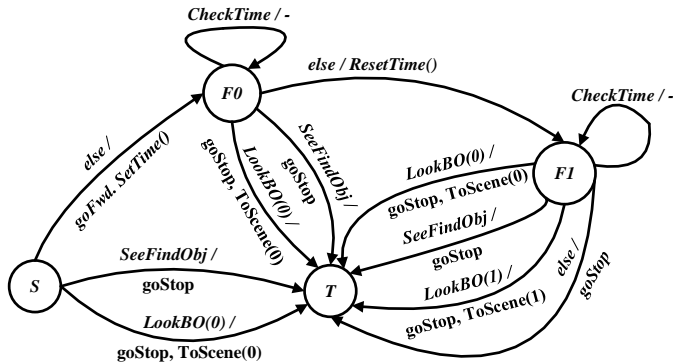 CheckTime / -
F0
else / ResetTime()
CheckTime / -
else /
goFwd. SetTime()
LookBO(0) /
goStop, ToScene(0)
SeeFindObj /
goStop
F1
LookBO(0) /
goStop, ToScene(0)
SeeFindObj /
goStop
LookBO(1) /
goStop, ToScene(1)
else /
goStop
S
SeeFindObj /
goStop
T
LookBO(0) /
goStop, ToScene(0)